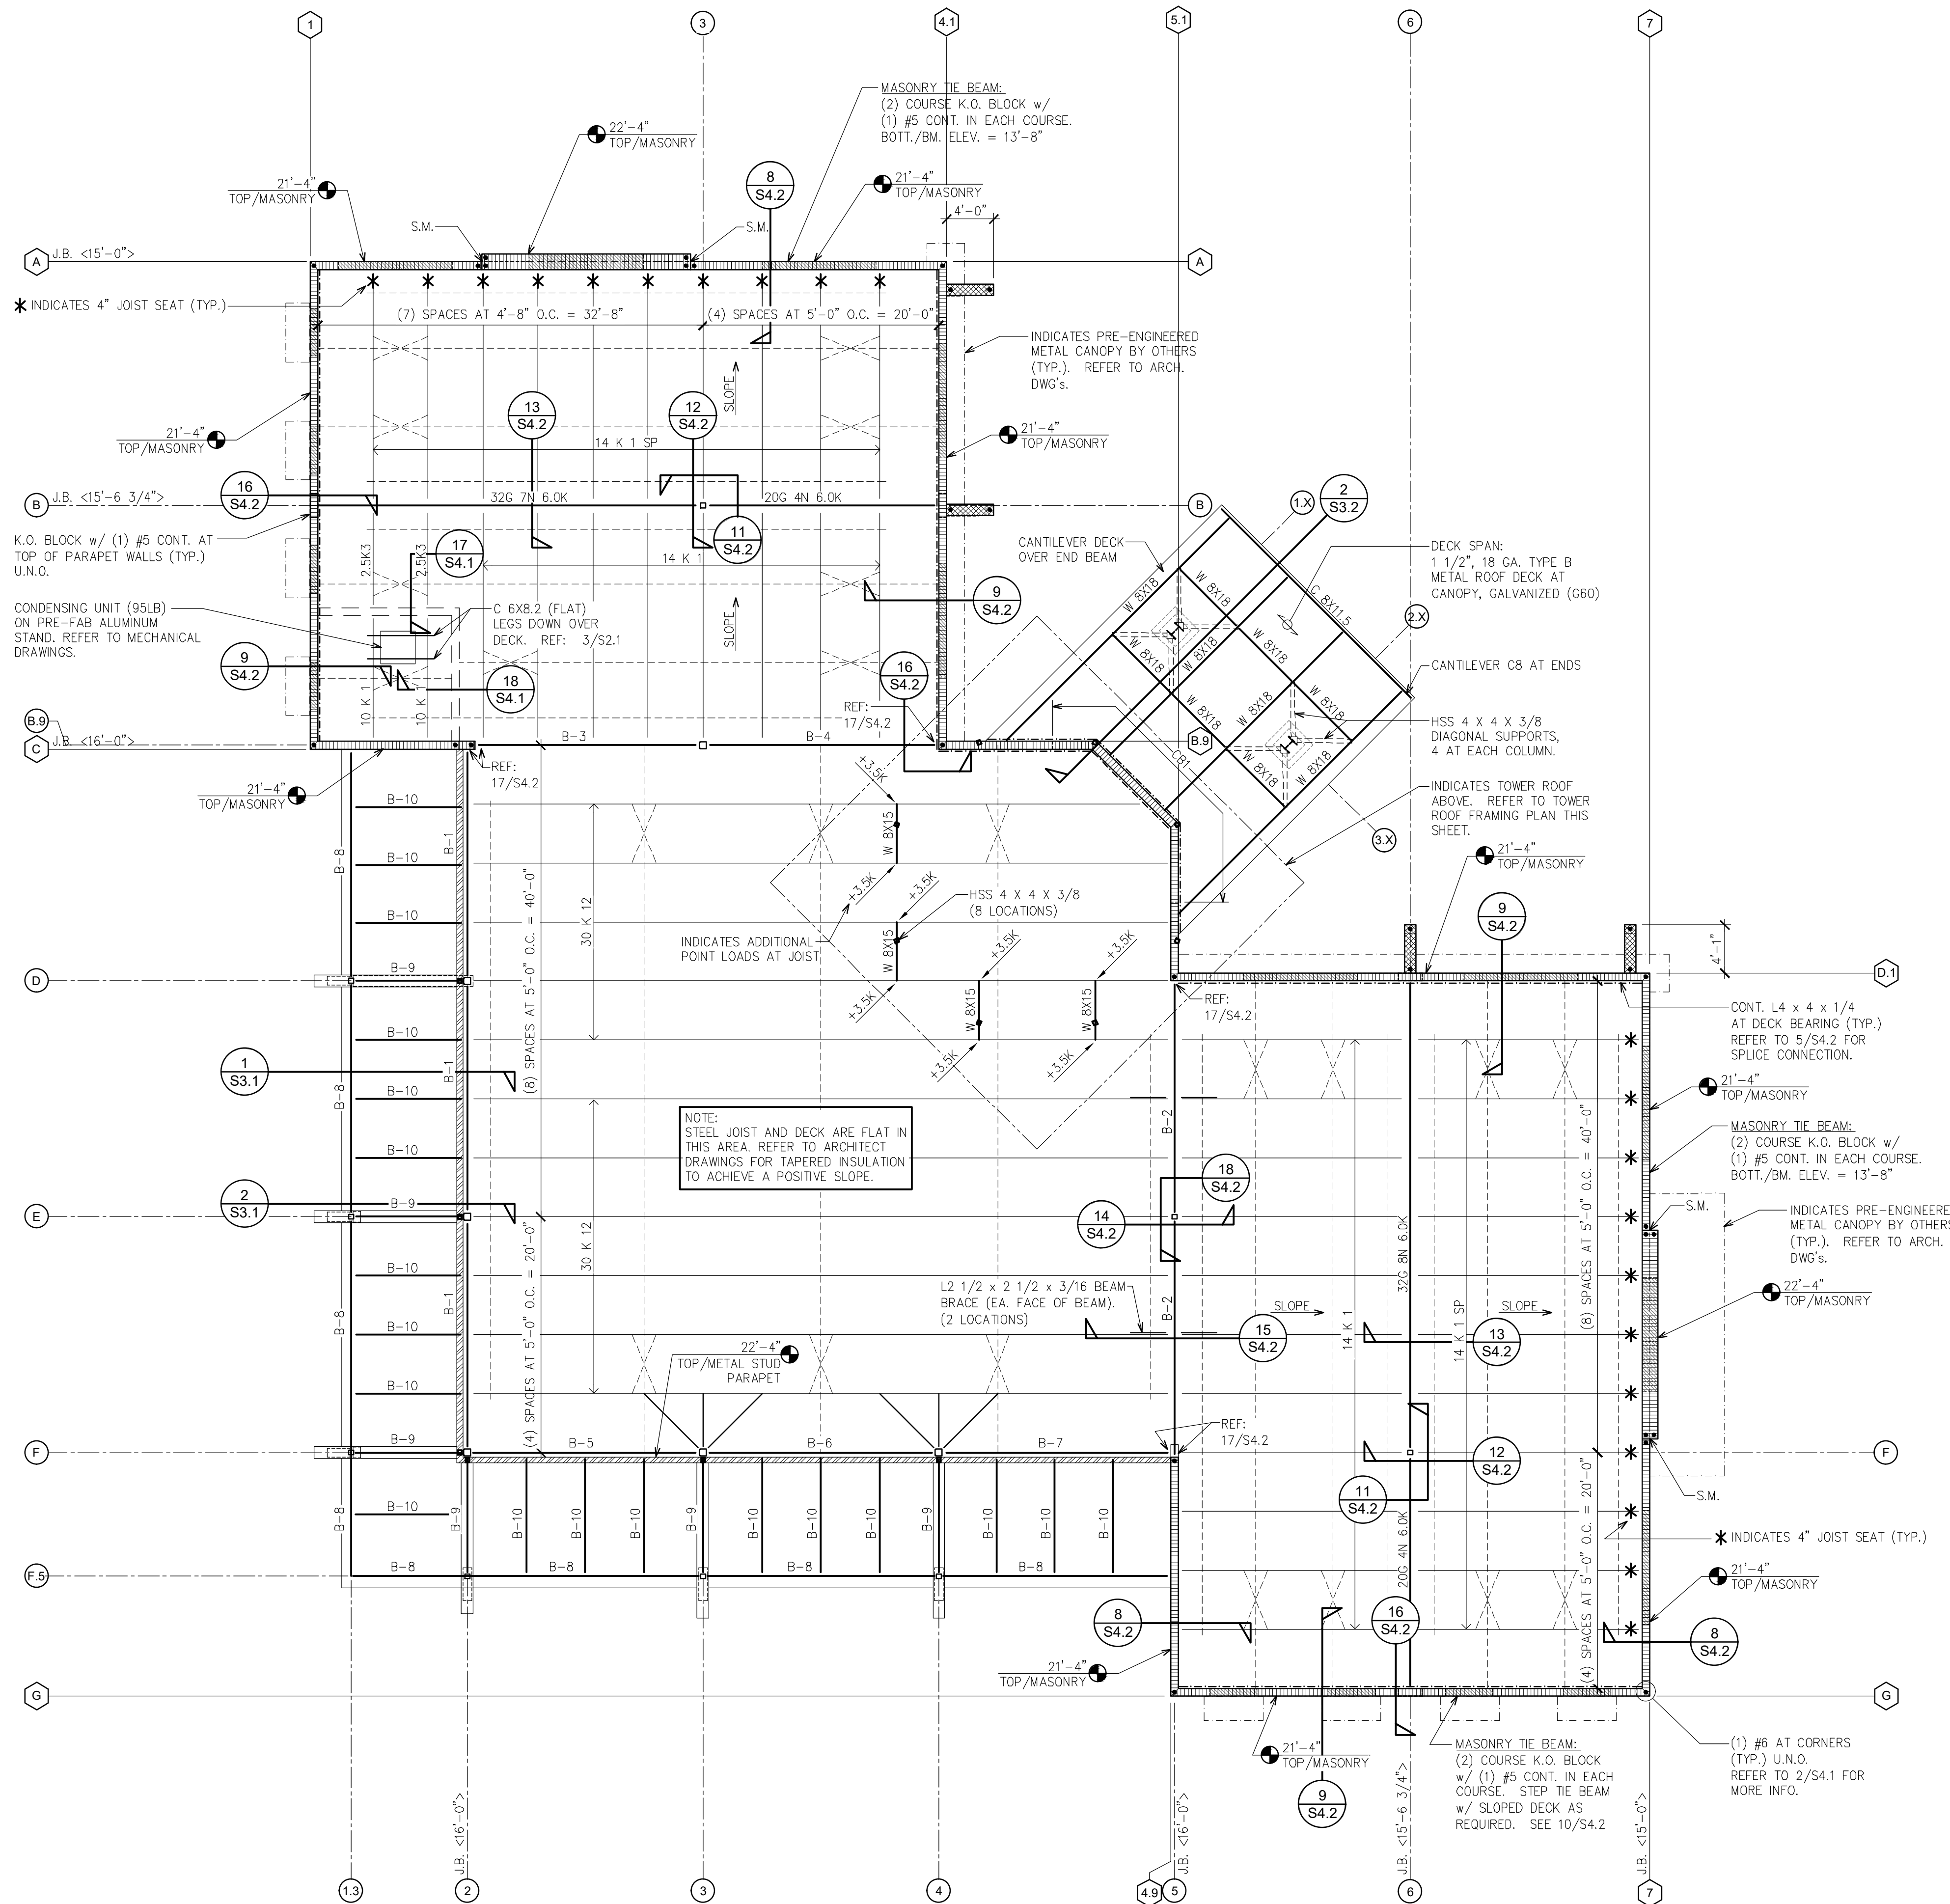 1
3
4.1
5.1
6
7
MASONRY TIE BEAM:
(2) COURSE K.O. BLOCK w/
(1) #5 CONT. IN EACH COURSE.
BOTT./BM. ELEV. = 13'-8"
22'-4"
TOP/MASONRY
8
S4.2
21'-4"
TOP/MASONRY
21'-4"
TOP/MASONRY
4'-0"
S.M.
S.M.
A
J.B. <15'-0">
A
✱ INDICATES 4" JOIST SEAT (TYP.)
(7) SPACES AT 4'-8" O.C. = 32'-8"
(4) SPACES AT 5'-0" O.C. = 20'-0"
INDICATES PRE-ENGINEERED
METAL CANOPY BY OTHERS
(TYP.). REFER TO ARCH.
DWG's.
SLOPE
13
S4.2
12
S4.2
21'-4"
TOP/MASONRY
21'-4"
TOP/MASONRY
14 K 1 SP
16
S4.2
B
J.B. <15'-6 3/4">
32G 7N 6.0K
20G 4N 6.0K
B
1.X
2
S3.2
11
S4.2
K.O. BLOCK w/ (1) #5 CONT. AT
TOP OF PARAPET WALLS (TYP.)
U.N.O.
2.5K3
2.5K3
17
S4.1
14 K 1
CANTILEVER DECK
OVER END BEAM
DECK SPAN:
1 1/2", 18 GA. TYPE B
METAL ROOF DECK AT
CANOPY, GALVANIZED (G60)
9
S4.2
CONDENSING UNIT (95LB)
ON PRE-FAB ALUMINUM
STAND. REFER TO MECHANICAL
DRAWINGS.
C 6X8.2 (FLAT)
LEGS DOWN OVER
DECK. REF: 3/S2.1
SLOPE
W 8X18
W 8X18
C 8X11.5
2.X
W 8X18
W 8X18
W 8X18
CANTILEVER C8 AT ENDS
9
S4.2
18
S4.1
16
S4.2
10 K 1
10 K 1
REF:
17/S4.2
W 8X18
W 8X18
W 8X18
HSS 4 X 4 X 3/8
DIAGONAL SUPPORTS,
4 AT EACH COLUMN.
W 8X18
W 8X18
B.9
C
J.B. <16'-0">
B-3
B-4
B.9
CB1
REF:
17/S4.2
21'-4"
TOP/MASONRY
INDICATES TOWER ROOF
ABOVE. REFER TO TOWER
ROOF FRAMING PLAN THIS
SHEET.
3.X
+3.5K
B-10
B-1
W 8X15
B-8
B-10
21'-4"
TOP/MASONRY
+3.5K
+3.5K
HSS 4 X 4 X 3/8
(8 LOCATIONS)
(8) SPACES AT 5'-0" O.C. = 40'-0"
30 K 12
B-10
INDICATES ADDITIONAL
POINT LOADS AT JOIST
W 8X15
+3.5K
+3.5K
9
S4.2
4'-1"
D
B-9
D.1
+3.5K
W 8X15
W 8X15
REF:
17/S4.2
CONT. L4 x 4 x 1/4
AT DECK BEARING (TYP.)
REFER TO 5/S4.2 FOR
SPLICE CONNECTION.
B-10
+3.5K
+3.5K
1
S3.1
B-1
B-8
B-10
21'-4"
TOP/MASONRY
NOTE:
STEEL JOIST AND DECK ARE FLAT IN
THIS AREA. REFER TO ARCHITECT
DRAWINGS FOR TAPERED INSULATION
TO ACHIEVE A POSITIVE SLOPE.
B-2
MASONRY TIE BEAM:
(2) COURSE K.O. BLOCK w/
(1) #5 CONT. IN EACH COURSE.
BOTT./BM. ELEV. = 13'-8"
B-10
(8) SPACES AT 5'-0" O.C. = 40'-0"
18
S4.2
2
S3.1
B-9
S.M.
INDICATES PRE-ENGINEERE
METAL CANOPY BY OTHERS
(TYP.). REFER TO ARCH.
DWG's.
E
14
S4.2
30 K 12
(4) SPACES AT 5'-0" O.C. = 20'-0"
32G 8N 6.0K
B-10
L2 1/2 x 2 1/2 x 3/16 BEAM
BRACE (EA. FACE OF BEAM).
(2 LOCATIONS)
B-2
SLOPE
SLOPE
22'-4"
TOP/MASONRY
B-1
B-8
B-10
15
S4.2
14 K 1
14 K 1 SP
13
S4.2
22'-4"
TOP/METAL STUD
PARAPET
B-10
F
B-9
B-5
B-6
B-7
REF:
17/S4.2
12
S4.2
F
11
S4.2
S.M.
B-10
B-8
B-9
B-10
B-10
B-10
B-9
B-10
B-10
B-10
B-9
B-10
B-10
B-10
✱ INDICATES 4" JOIST SEAT (TYP.)
20G 4N 6.0K
(4) SPACES AT 5'-0" O.C. = 20'-0"
F.5
B-8
B-8
B-8
B-8
21'-4"
TOP/MASONRY
8
S4.2
16
S4.2
8
S4.2
21'-4"
TOP/MASONRY
G
G
21'-4"
TOP/MASONRY
MASONRY TIE BEAM:
(2) COURSE K.O. BLOCK
w/ (1) #5 CONT. IN EACH
COURSE. STEP TIE BEAM
w/ SLOPED DECK AS
REQUIRED. SEE 10/S4.2
(1) #6 AT CORNERS
(TYP.) U.N.O.
REFER TO 2/S4.1 FOR
MORE INFO.
9
S4.2
J.B. <16'-0">
J.B. <16'-0">
J.B. <15'-6 3/4">
J.B. <15'-0">
1.3
2
3
4
4.9
5
6
7